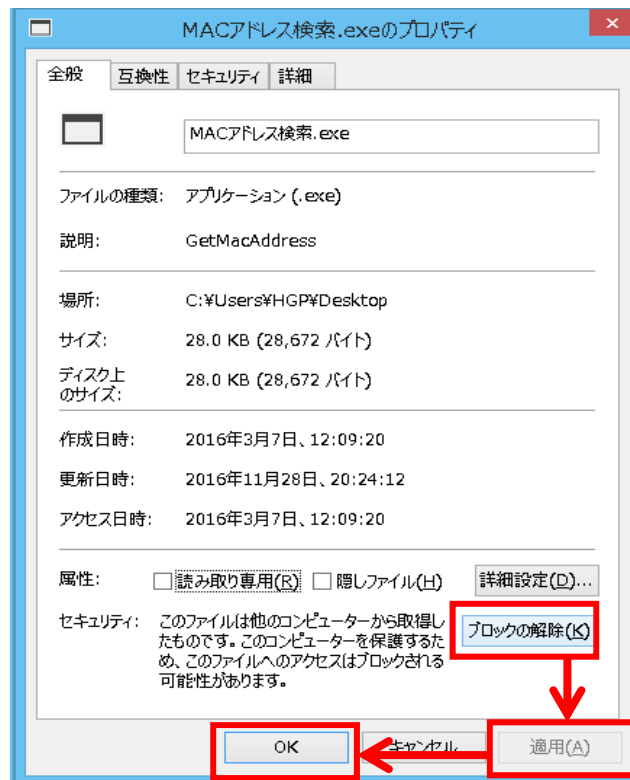 MACアドレス検索.exeのプロパティ
全般 互換性 セキュリティ 詳細
MACアドレス検索.exe
ファイルの種類: アプリケーション (.exe)
説明: GetMacAddress
場所: C:¥Users¥HGP¥Desktop
サイズ: 28.0 KB (28,672 バイト)
ディスク上
のサイズ: 28.0 KB (28,672 バイト)
作成日時: 2016年3月7日、12:09:20
更新日時: 2016年11月28日、20:24:12
アクセス日時: 2016年3月7日、12:09:20
属性: 読み取り専用(R) 隠しファイル(H) 詳細設定(D)...
セキュリティ: このファイルは他のコンピューターから取得し
たものです。このコンピューターを保護するた
め、このファイルへのアクセスはブロックされる
可能性があります。
ブロックの解除(K)
OK キャンセル 適用(A)